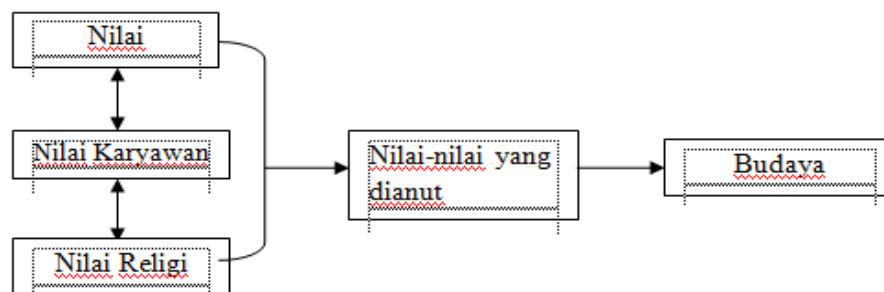 Nilai
Nilai Karyawan
Nilai Religi
Nilai-nilai yang
dianut
Budaya